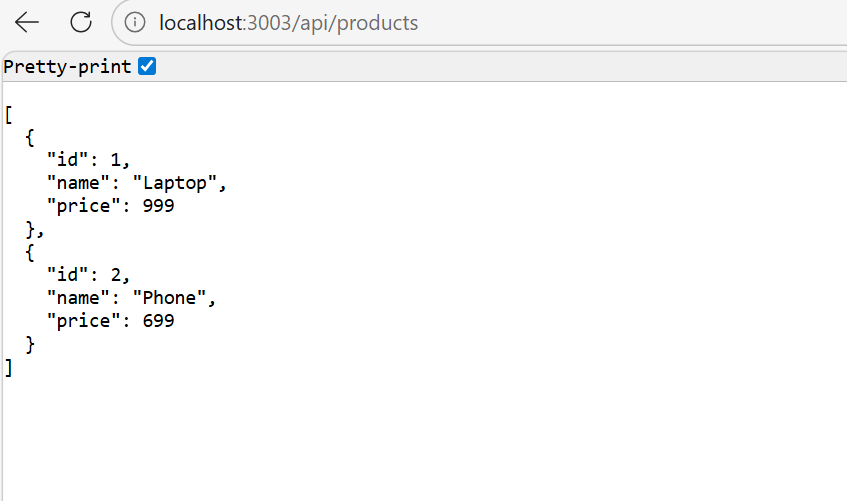 localhost:3003/api/products
Pretty-print
[
  {
    "id": 1,
    "name": "Laptop",
    "price": 999
  },
  {
    "id": 2,
    "name": "Phone",
    "price": 699
  }
]